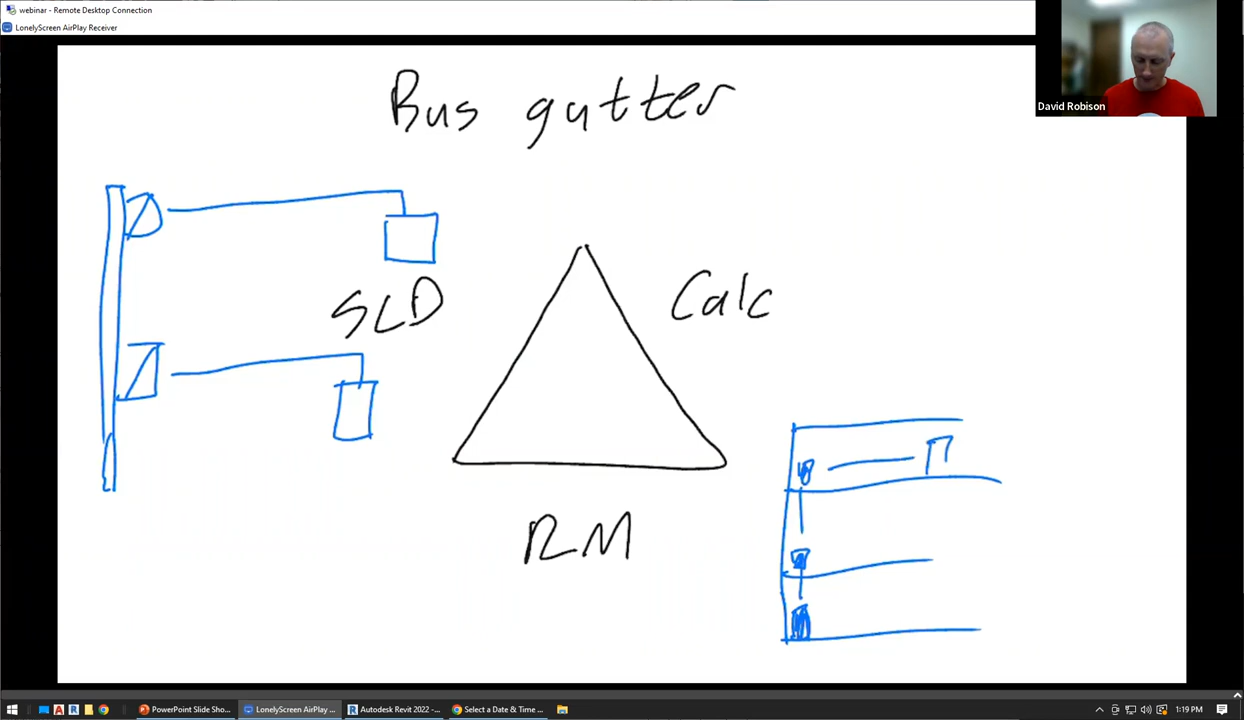 webinar - Remote Desktop Connection
LonelyScreen AirPlay Receiver
David Robison
Bus gutter
SLD
Calc
RM
PowerPoint Slide Sho...
LonelyScreen AirPlay ...
Autodesk Revit 2022 -...
Select a Date & Time ...
1:19 PM